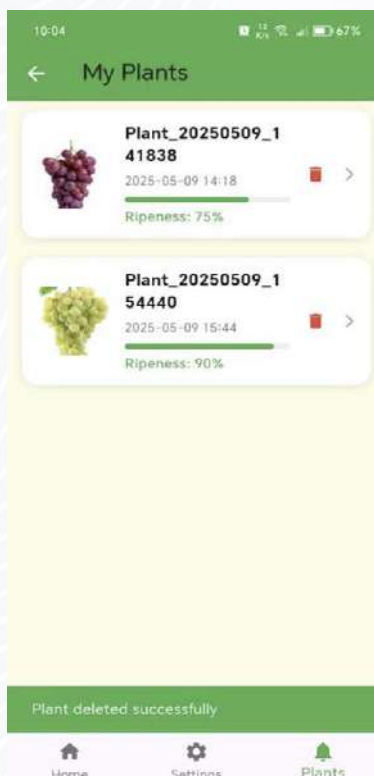 10:04
12
K/s
67%
My Plants
Plant_20250509_1
41838
2025-05-09 14:18
Ripeness: 75%
Plant_20250509_1
54440
2025-05-09 15:44
Ripeness: 90%
Plant deleted successfully
Home
Settings
Plants